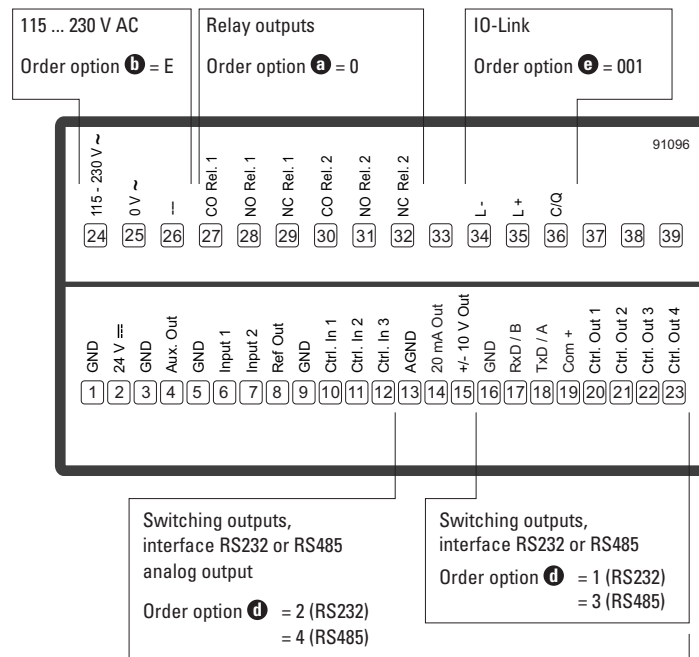 115 ... 230 V AC
Order option b = E
Relay outputs
Order option a = 0
IO-Link
Order option e = 001
91096
115 - 230 V ~
0 V ~
---
CO Rel. 1
NO Rel. 1
NC Rel. 1
CO Rel. 2
NO Rel. 2
NC Rel. 2
L -
L +
C/Q
24 25 26 27 28 29 30 31 32 33 34 35 36 37 38 39
GND
24 V ⎓
GND
Aux. Out
GND
Input 1
Input 2
Ref Out
GND
Ctrl. In 1
Ctrl. In 2
Ctrl. In 3
AGND
20 mA Out
+/- 10 V Out
GND
RxD / B
TxD / A
Com +
Ctrl. Out 1
Ctrl. Out 2
Ctrl. Out 3
Ctrl. Out 4
1 2 3 4 5 6 7 8 9 10 11 12 13 14 15 16 17 18 19 20 21 22 23
Switching outputs,
interface RS232 or RS485
analog output
Order option d = 2 (RS232)
= 4 (RS485)
Switching outputs,
interface RS232 or RS485
Order option d = 1 (RS232)
= 3 (RS485)